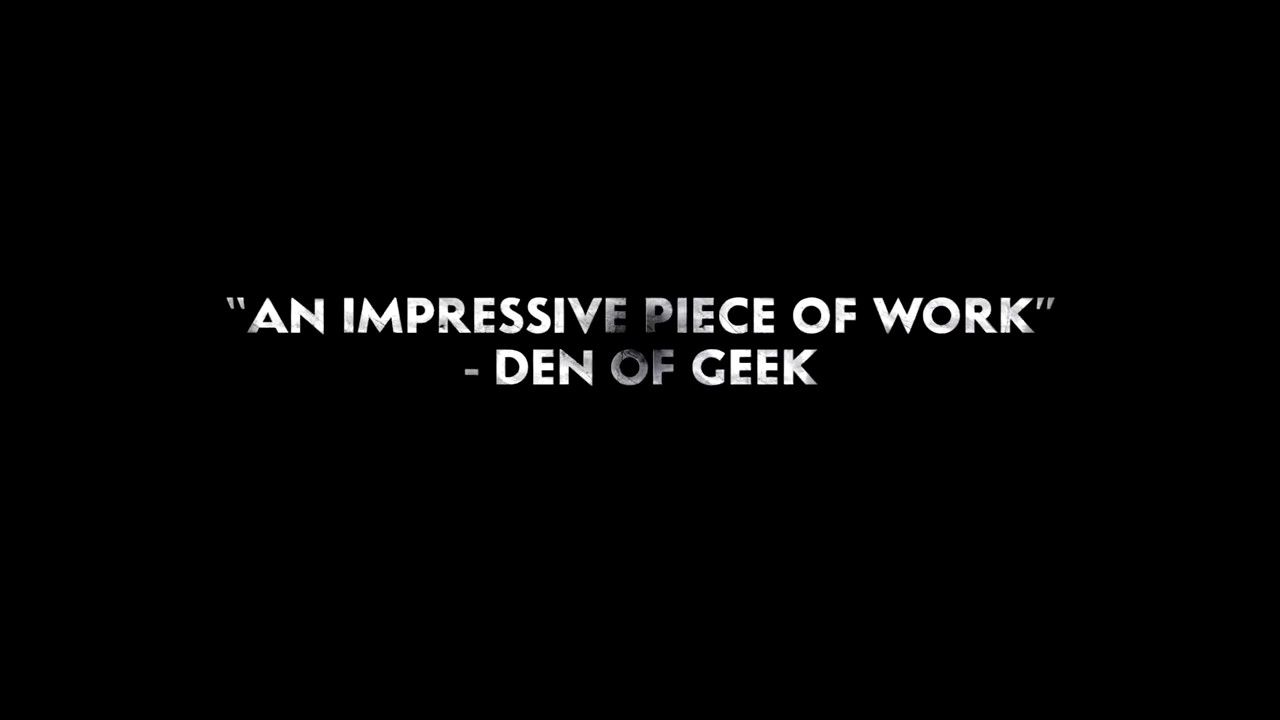 “AN IMPRESSIVE PIECE OF WORK”
- DEN OF GEEK